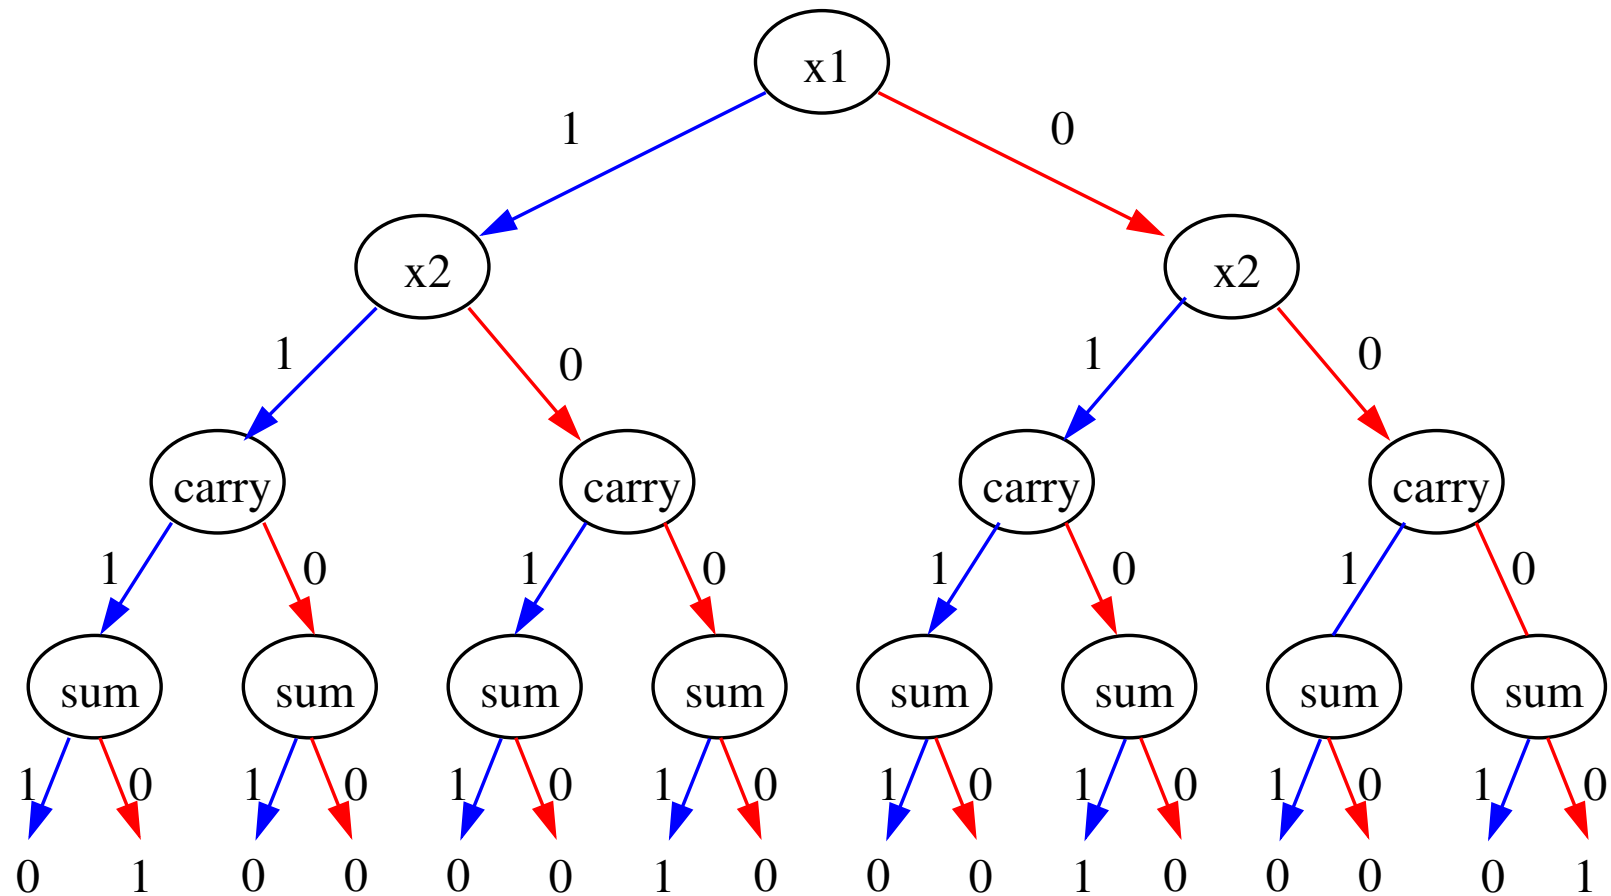 x1
1 0
x2 x2
1 0 1 0
carry carry carry carry
1 0 1 0 1 0 1 0
sum sum sum sum sum sum sum sum
1 0 1 0 1 0 1 0 1 0 1 0 1 0 1 0
0 1 0 0 0 0 1 0 0 0 1 0 0 0 0 1